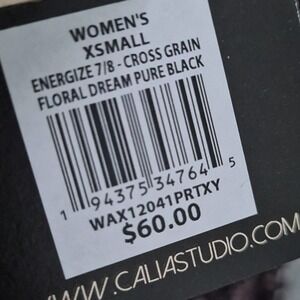 WOMEN'S
XSMALL
ENERGIZE 7/8 - CROSS GRAIN
FLORAL DREAM PURE BLACK
1 94375 34764 5
WAX12041PRTXY
$60.00
WWW.CALIASTUDIO.COM